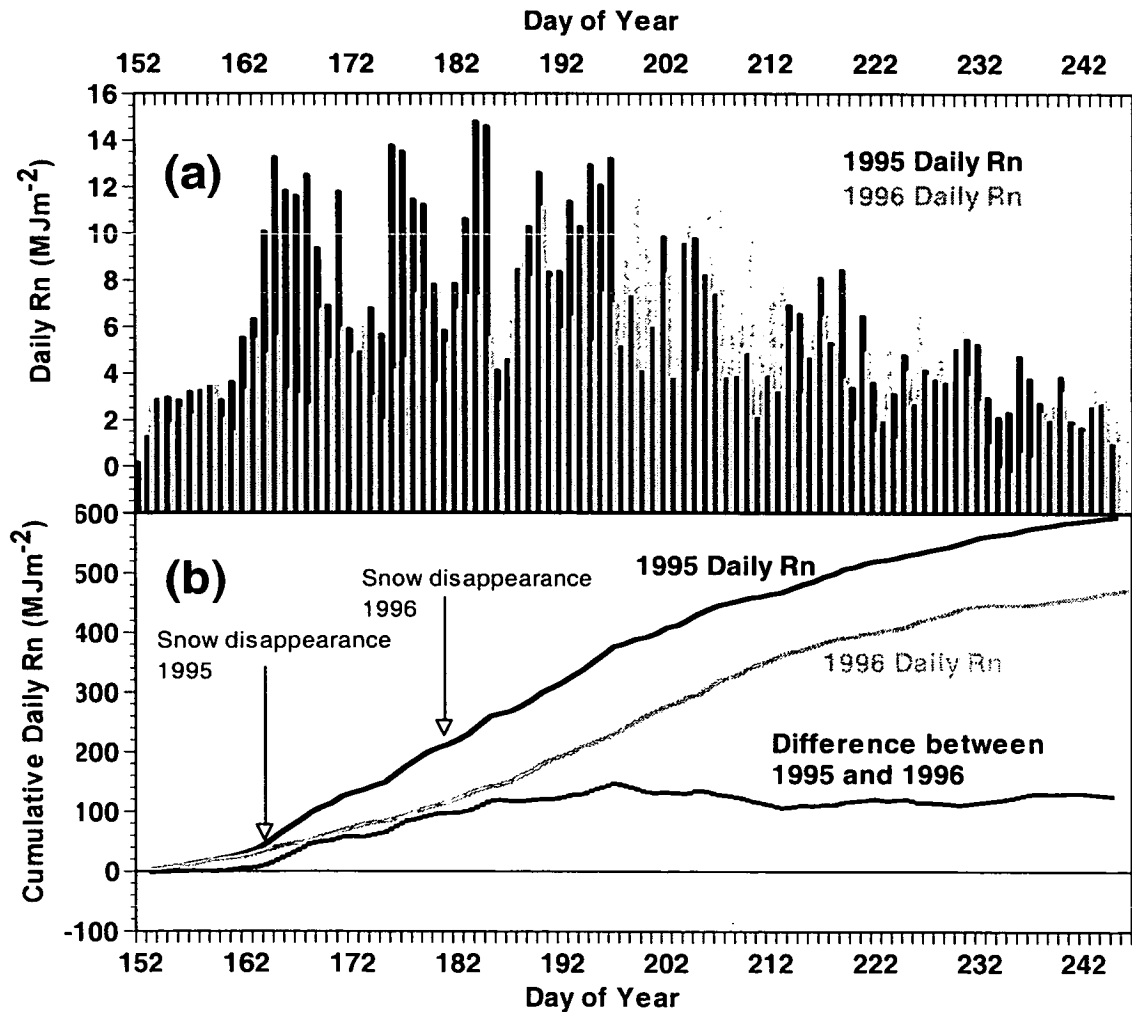 Day of Year
152 162 172 182 192 202 212 222 232 242
16
14
12
10
8
6
4
2
0
Daily Rn (MJm-2)
(a)
1995 Daily Rn
1996 Daily Rn
600
500
400
300
200
100
0
-100
Cumulative Daily Rn (MJm-2)
(b)
Snow disappearance
1995
Snow disappearance
1996
1995 Daily Rn
1996 Daily Rn
Difference between
1995 and 1996
152 162 172 182 192 202 212 222 232 242
Day of Year